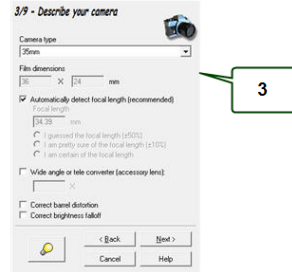 3/9 - Describe your camera
Camera type
35mm
Film dimensions
36 X 24 mm
Automatically detect focal length (recommended)
Focal length
34.39 mm
I guessed the focal length (±50%)
I am pretty sure of the focal length (±10%)
I am certain of the focal length
Wide angle or tele converter (accessory lens):
X
Correct barrel distortion
Correct brightness falloff
< Back Next >
Cancel Help
3